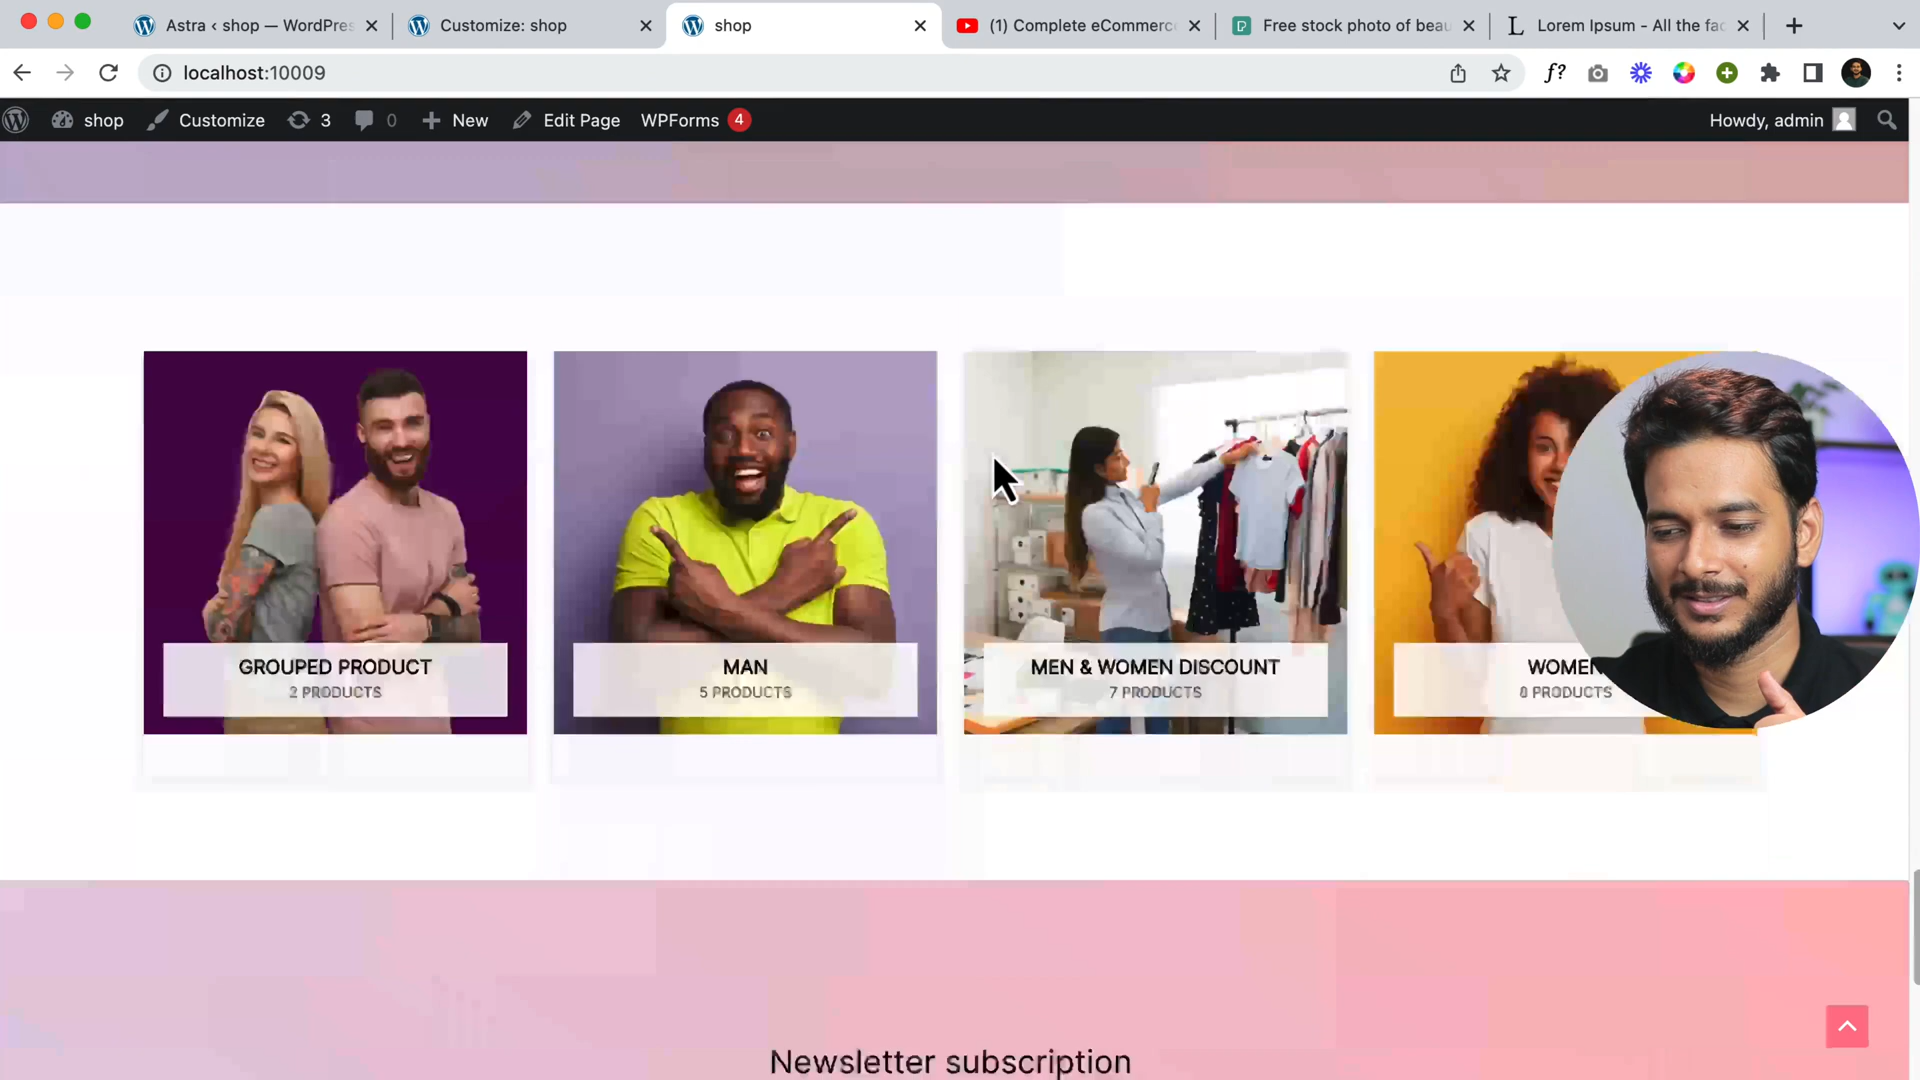 Astra ‹ shop — WordPres
Customize: shop
shop
(1) Complete eCommerce
Free stock photo of beau
Lorem Ipsum - All the fac
localhost:10009
f?
shop
Customize
3
0
New
Edit Page
WPForms 4
Howdy, admin
GROUPED PRODUCT
2 PRODUCTS
MAN
5 PRODUCTS
MEN & WOMEN DISCOUNT
7 PRODUCTS
WOMEN
8 PRODUCTS
Newsletter subscription